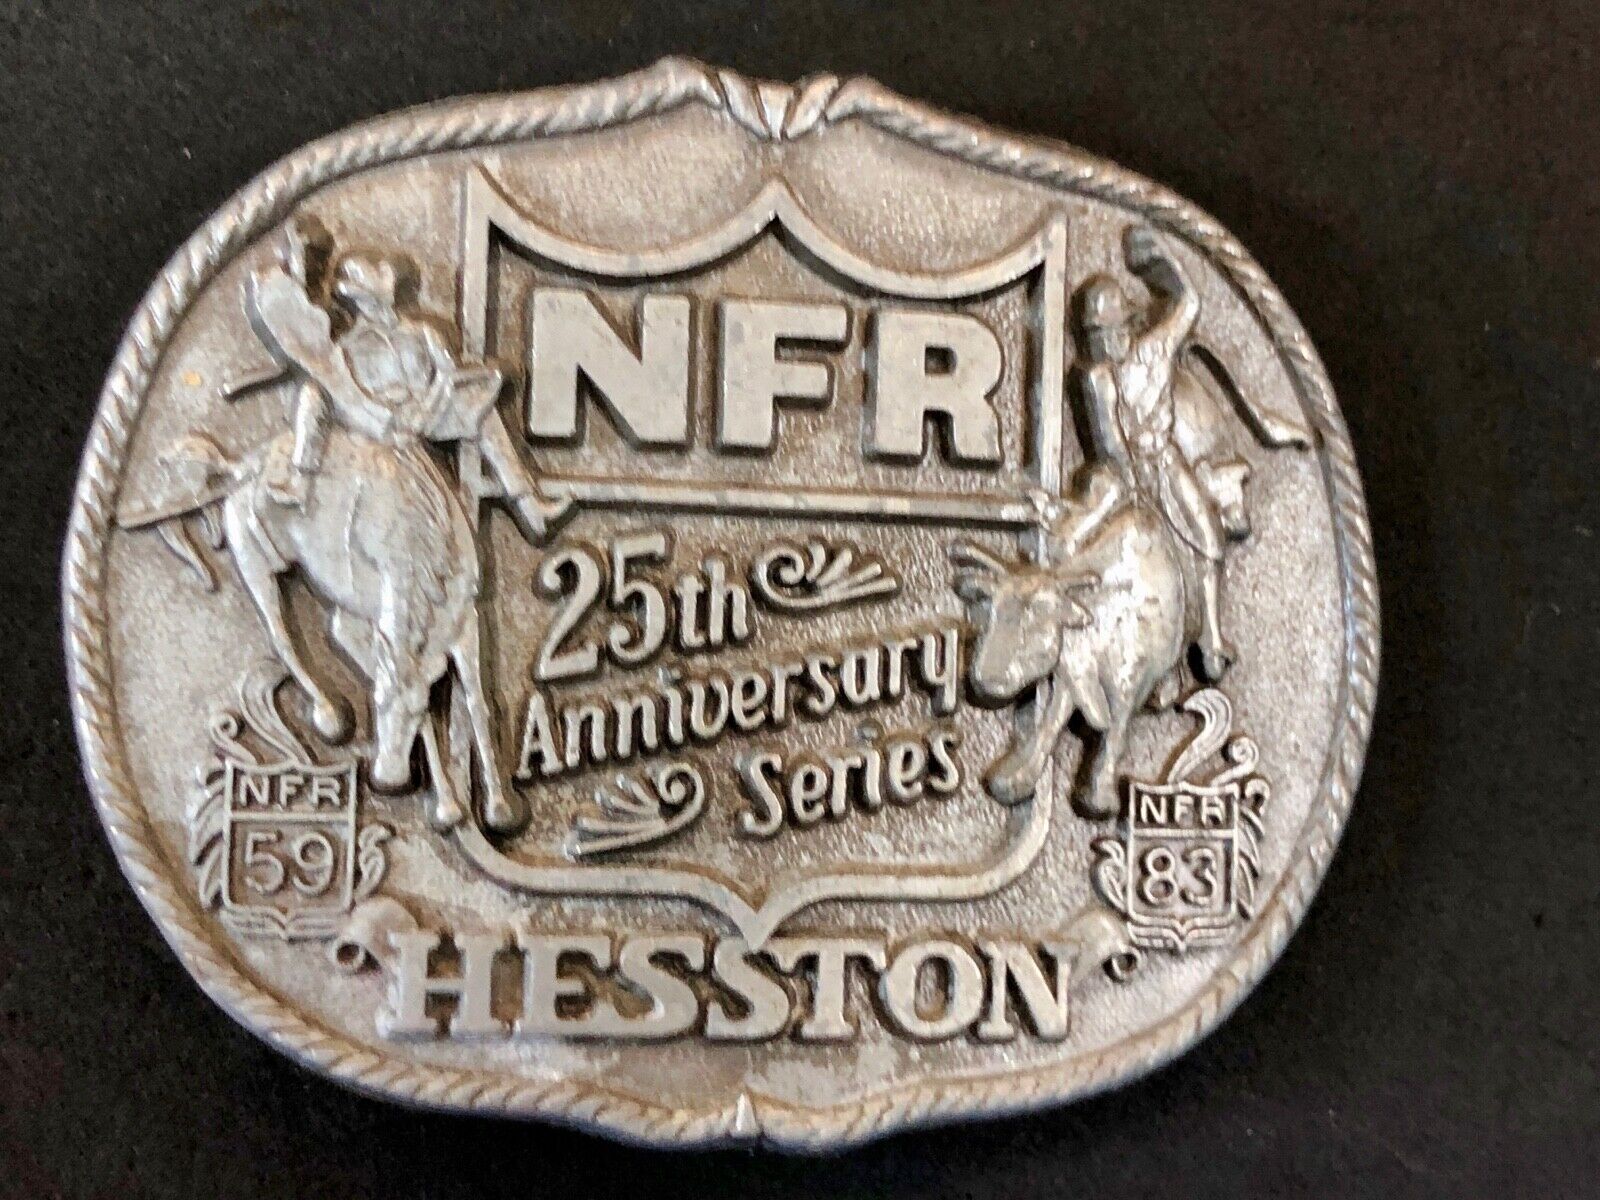 NFR
25th
Anniversary
Series
NFR
59
NFR
83
HESSTON